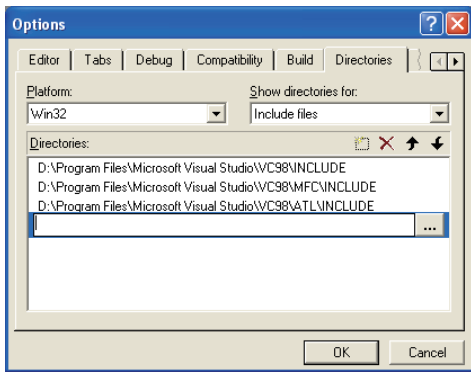 Options
Editor Tabs Debug Compatibility Build Directories
Platform: Show directories for:
Win32 Include files
Directories:
D:\Program Files\Microsoft Visual Studio\VC98\INCLUDE
D:\Program Files\Microsoft Visual Studio\VC98\MFC\INCLUDE
D:\Program Files\Microsoft Visual Studio\VC98\ATL\INCLUDE
...
OK Cancel